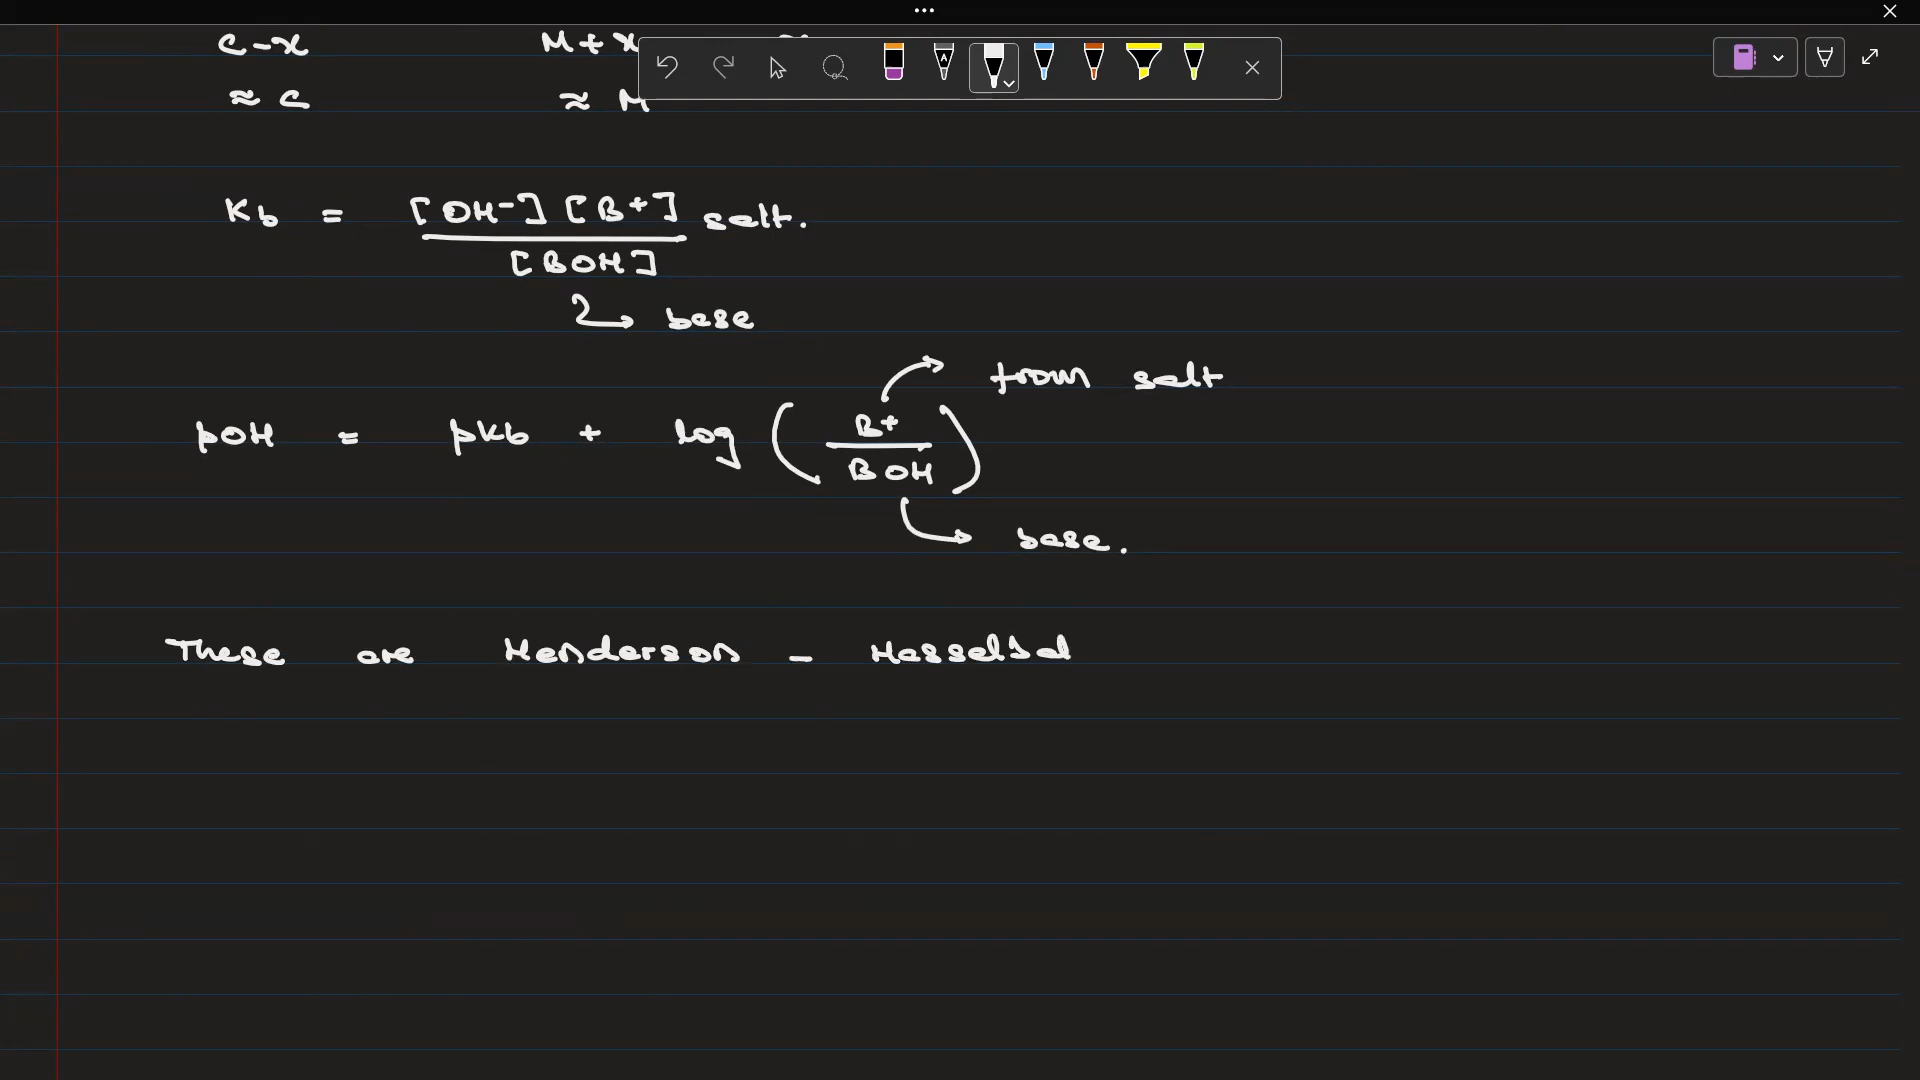 C-x M+x
≈ C ≈ M
Kb = [OH-] [B+] salt.
[BOH]
↳ base
from salt
pOH = pKb + log ( B+ / BOH )
base.
These are Henderson - Hasselbal